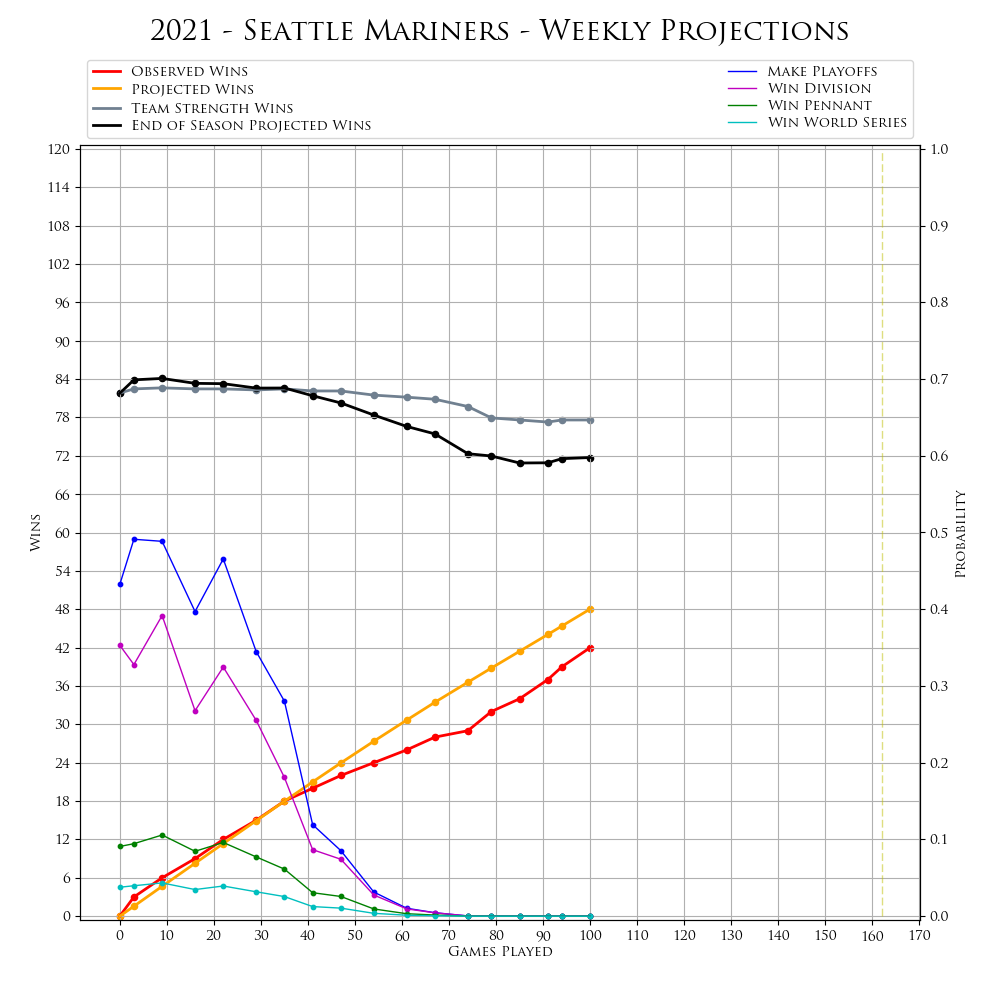 2021 - Seattle Mariners - Weekly Projections
Observed Wins
Projected Wins
Team Strength Wins
End of Season Projected Wins
Make Playoffs
Win Division
Win Pennant
Win World Series
120
114
108
102
96
90
84
78
72
66
60
54
48
42
36
30
24
18
12
6
0
Wins
1.0
0.9
0.8
0.7
0.6
0.5
0.4
0.3
0.2
0.1
0.0
Probability
0 10 20 30 40 50 60 70 80 90 100 110 120 130 140 150 160 170
Games Played